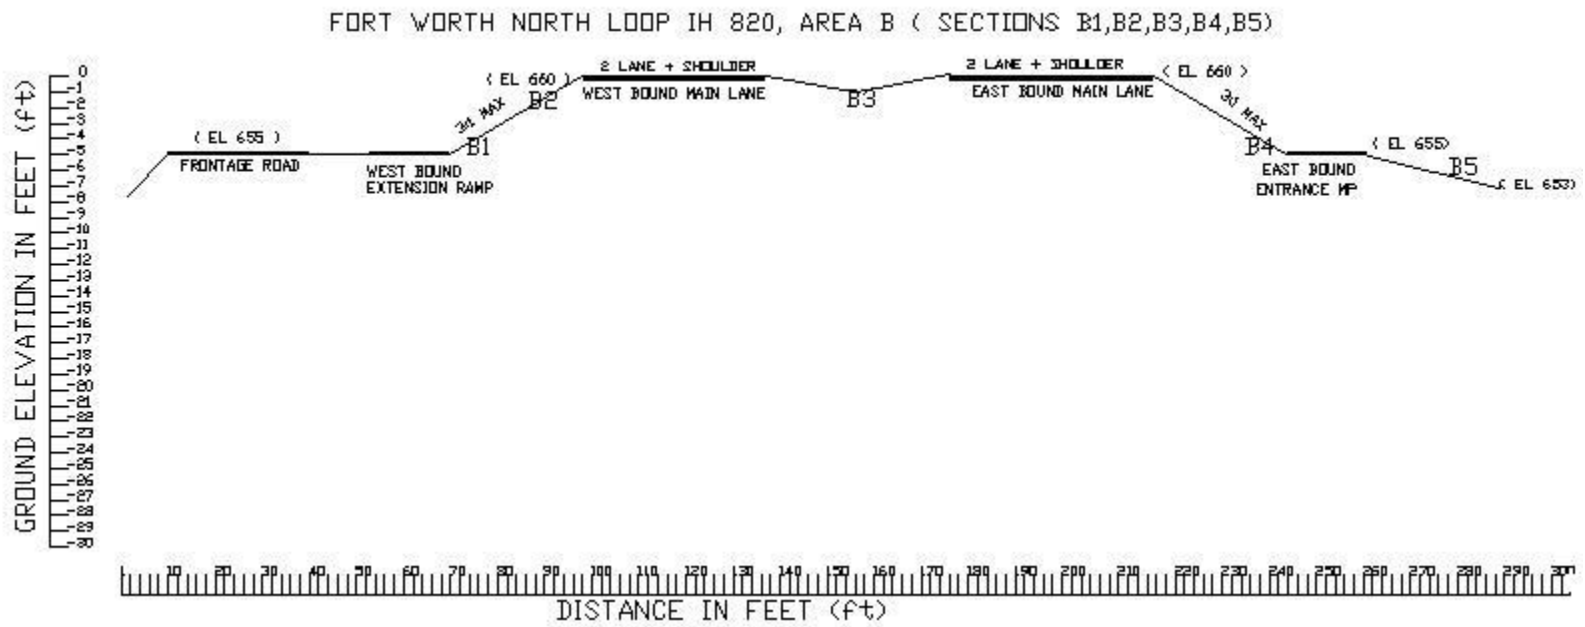 FORT WORTH NORTH LOOP IH 820, AREA B ( SECTIONS B1,B2,B3,B4,B5)
2 LANE + SHOULDER
2 LANE + SHOULDER
( EL 660 )
( EL 660 )
WEST BOUND MAIN LANE
EAST BOUND MAIN LANE
B2
B3
3:1 MAX
3:1 MAX
( EL 655 )
B1
B4
( EL 655)
FRONTAGE ROAD
WEST BOUND
EXTENSION RAMP
EAST BOUND
ENTRANCE MP
B5
( EL 653)
GROUND ELEVATION IN FEET (ft)
0
-1
-2
-3
-4
-5
-6
-7
-8
-9
-10
-11
-12
-13
-14
-15
-16
-17
-18
-19
-20
-21
-22
-23
-24
-25
-26
-27
-28
-29
-30
10 20 30 40 50 60 70 80 90 100 110 120 130 140 150 160 170 180 190 200 210 220 230 240 250 260 270 280 290 300
DISTANCE IN FEET (ft)